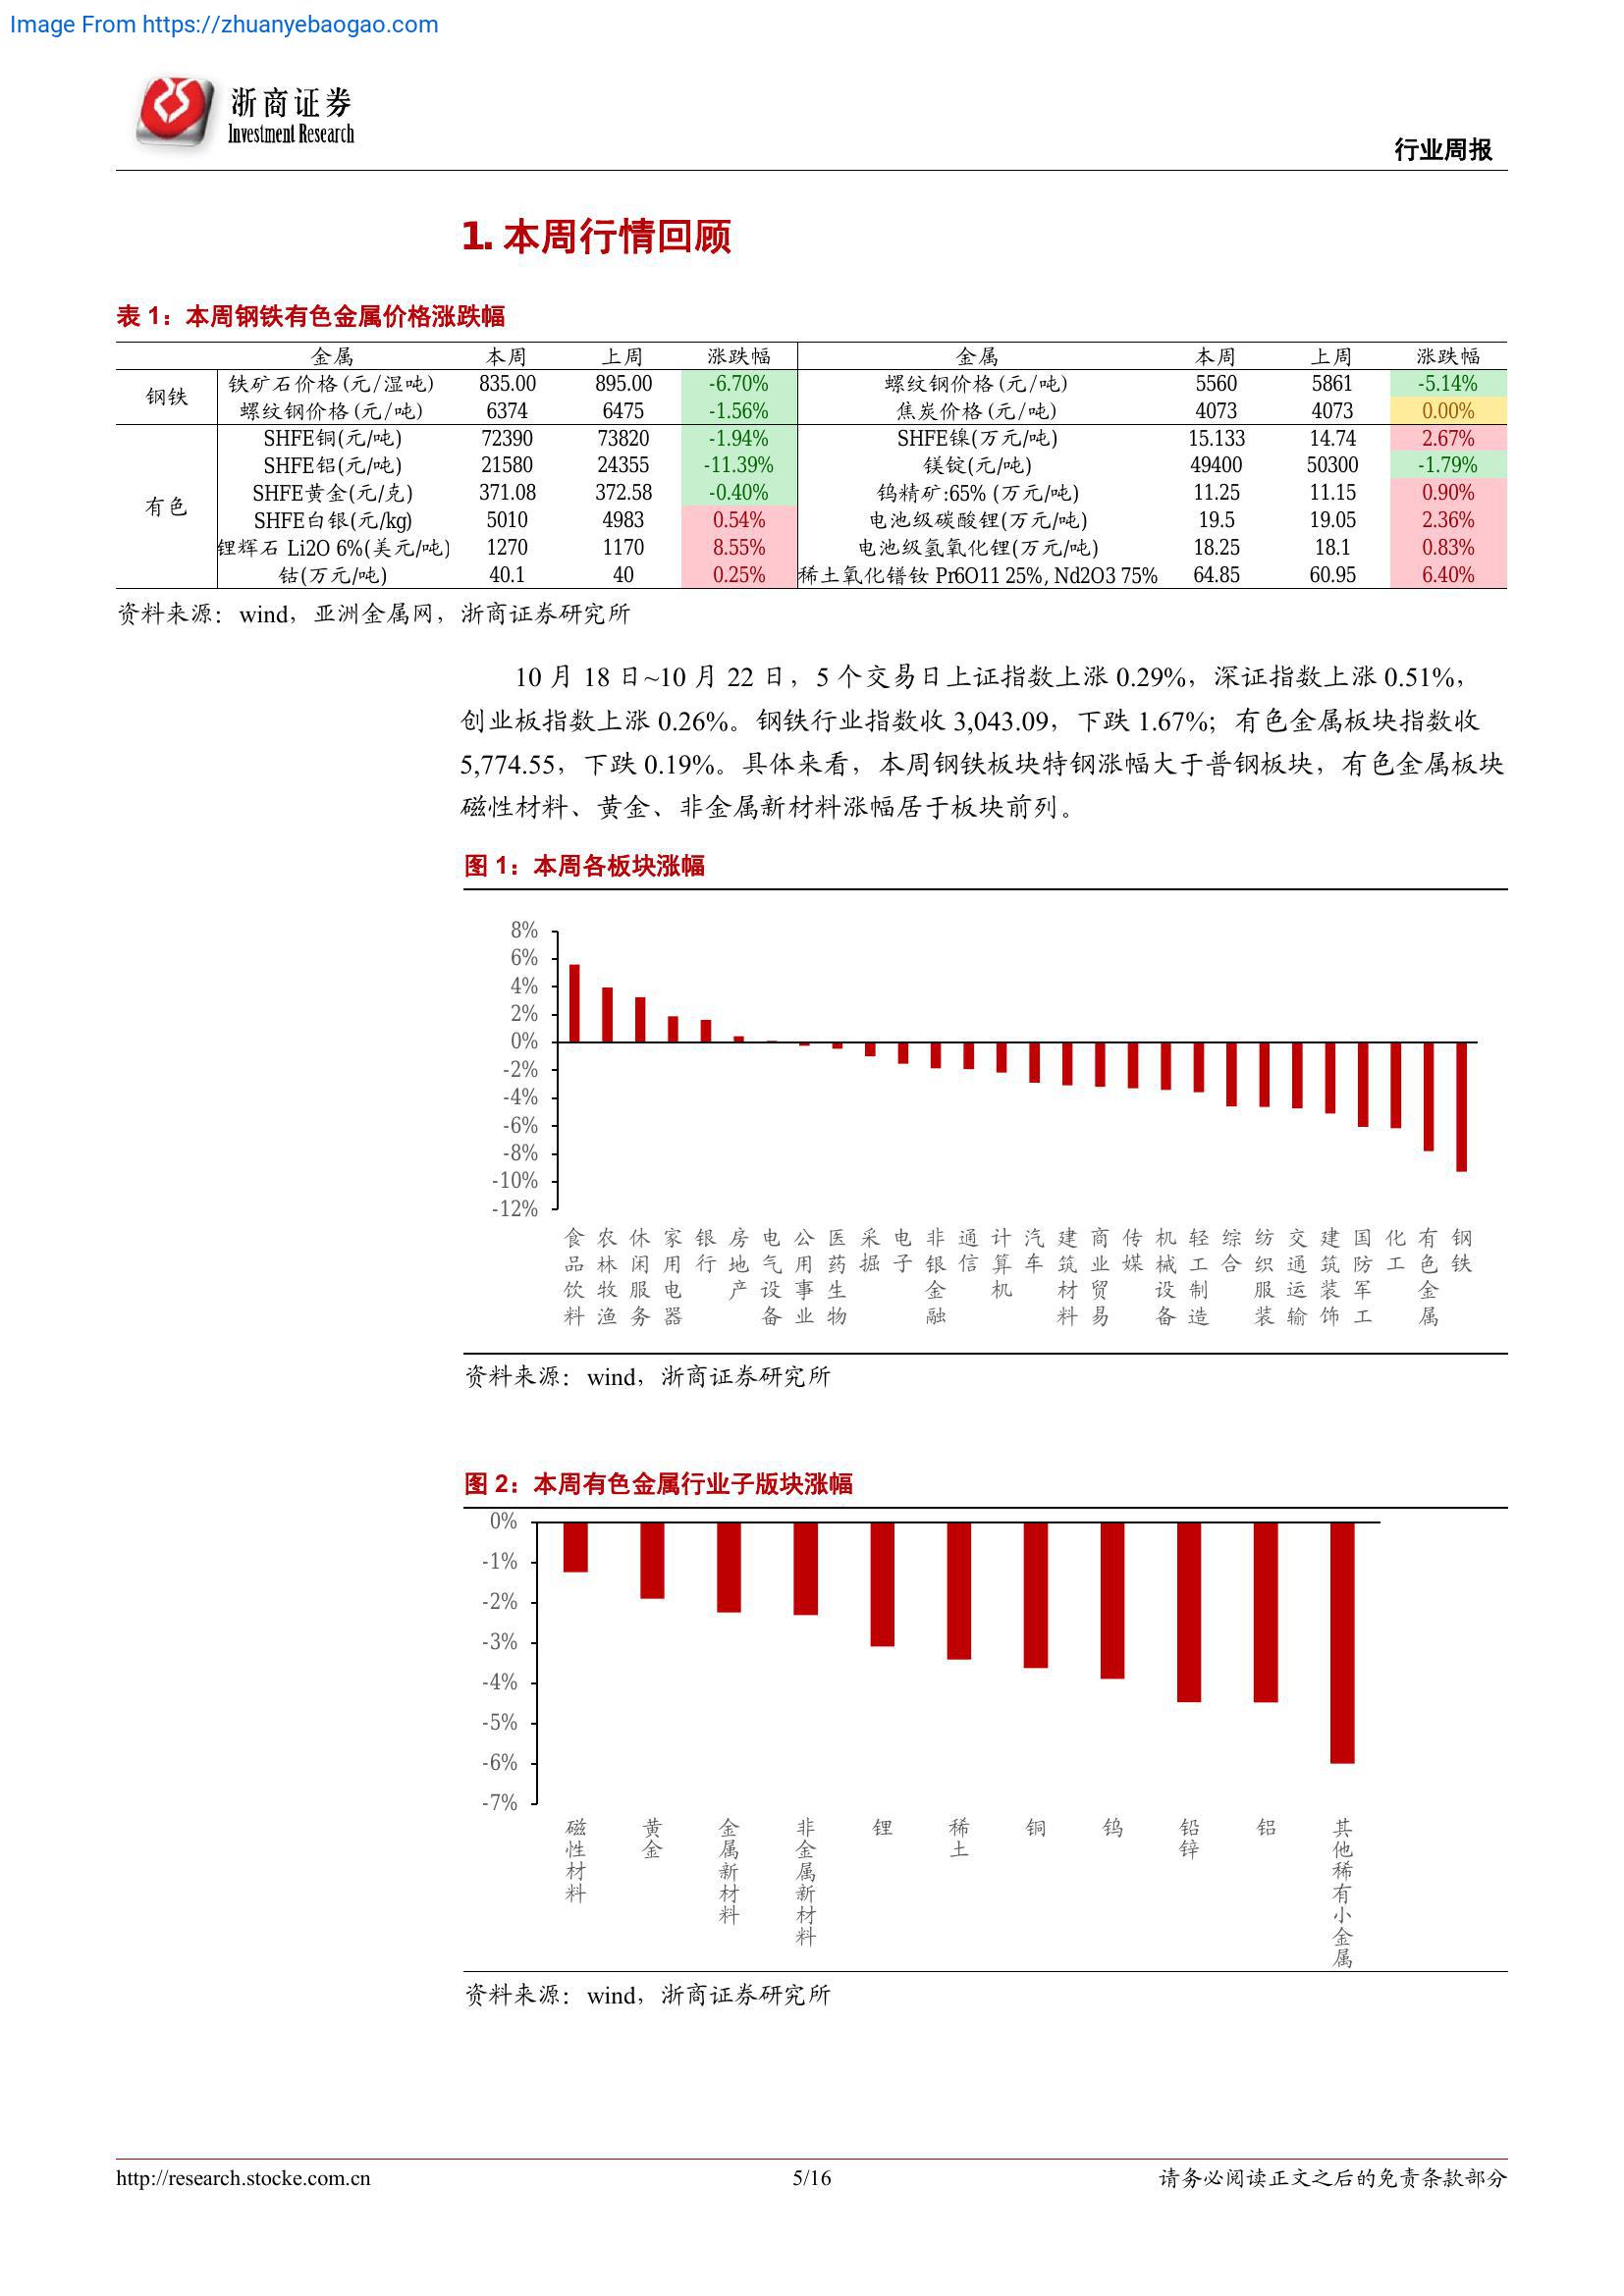 Image From https://zhuanyebaogao.com
浙商证券
Investment Research
行业周报
1. 本周行情回顾
表 1：本周钢铁有色金属价格涨跌幅
金属 本周 上周 涨跌幅 金属 本周 上周 涨跌幅
钢铁 铁矿石价格(元/湿吨) 835.00 895.00 -6.70% 螺纹钢价格(元/吨) 5560 5861 -5.14%
螺纹钢价格(元/吨) 6374 6475 -1.56% 焦炭价格(元/吨) 4073 4073 0.00%
有色 SHFE铜(元/吨) 72390 73820 -1.94% SHFE镍(万元/吨) 15.133 14.74 2.67%
SHFE铝(元/吨) 21580 24355 -11.39% 镁锭(元/吨) 49400 50300 -1.79%
SHFE黄金(元/克) 371.08 372.58 -0.40% 钨精矿:65% (万元/吨) 11.25 11.15 0.90%
SHFE白银(元/kg) 5010 4983 0.54% 电池级碳酸锂(万元/吨) 19.5 19.05 2.36%
锂辉石 Li2O 6%(美元/吨) 1270 1170 8.55% 电池级氢氧化锂(万元/吨) 18.25 18.1 0.83%
钴(万元/吨) 40.1 40 0.25% 稀土氧化镨钕 Pr6O11 25%, Nd2O3 75% 64.85 60.95 6.40%
资料来源：wind，亚洲金属网，浙商证券研究所
10 月 18 日~10 月 22 日，5 个交易日上证指数上涨 0.29%，深证指数上涨 0.51%，
创业板指数上涨 0.26%。钢铁行业指数收 3,043.09，下跌 1.67%；有色金属板块指数收
5,774.55，下跌 0.19%。具体来看，本周钢铁板块特钢涨幅大于普钢板块，有色金属板块
磁性材料、黄金、非金属新材料涨幅居于板块前列。
图 1：本周各板块涨幅
8%
6%
4%
2%
0%
-2%
-4%
-6%
-8%
-10%
-12%
食品饮料 农林牧渔 休闲服务 家用电器 银行 房地产 电气设备 公用事业 医药生物 采掘 电子 非银金融 通信 计算机 汽车 建筑材料 商业贸易 传媒 机械设备 轻工制造 综合 纺织服装 交通运输 建筑装饰 国防军工 化工 有色金属 钢铁
资料来源：wind，浙商证券研究所
图 2：本周有色金属行业子版块涨幅
0%
-1%
-2%
-3%
-4%
-5%
-6%
-7%
磁性材料 黄金 金属新材料 非金属新材料 锂 稀土 铜 钨 铅锌 铝 其他稀有小金属
资料来源：wind，浙商证券研究所
http://research.stocke.com.cn 5/16 请务必阅读正文之后的免责条款部分